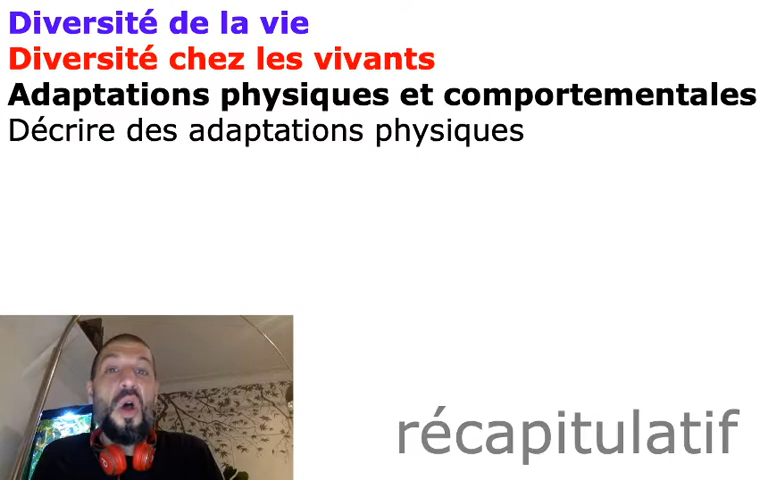 Diversité de la vie
Diversité chez les vivants
Adaptations physiques et comportementales
Décrire des adaptations physiques
récapitulatif